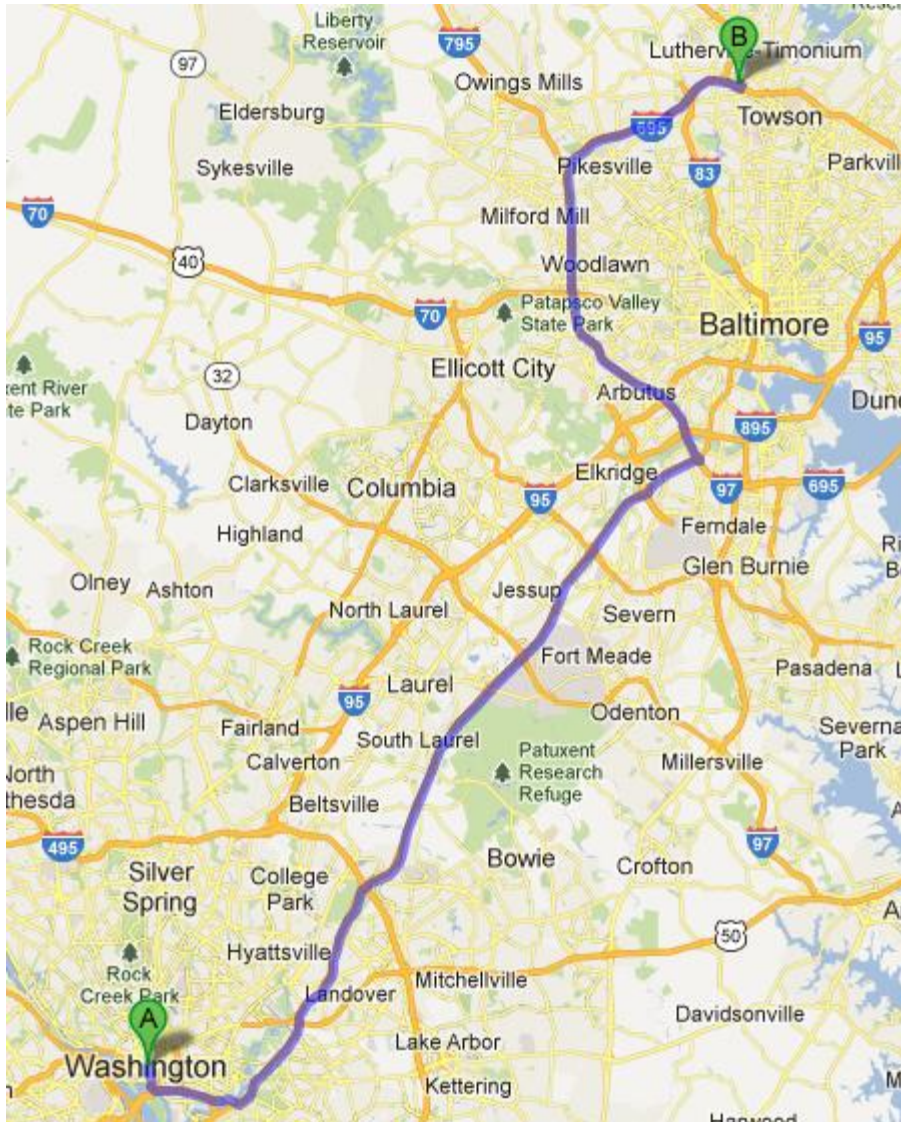 Liberty
Reservoir
795
B
Lutherville-Timonium
97
Owings Mills
Eldersburg
Towson
695
Sykesville
Pikesville
83
Parkvill
70
Milford Mill
40
Woodlawn
70
Patapsco Valley
State Park
Baltimore
95
Ellicott City
xent River
te Park
32
Arbutus
Dun
Dayton
895
Elkridge
Clarksville
Columbia
95
97
695
Ferndale
Highland
Glen Burnie
Olney
Ashton
Jessup
North Laurel
Severn
Rock Creek
Regional Park
Fort Meade
Pasadena
Laurel
95
Odenton
lle
Aspen Hill
Fairland
Severna
Park
South Laurel
Calverton
Patuxent
Research
Refuge
Millersville
North
thesda
Beltsville
495
97
Silver
Spring
Bowie
Crofton
College
Park
50
Hyattsville
Rock
Creek Park
Mitchellville
Landover
A
Davidsonville
Washington
Lake Arbor
Kettering